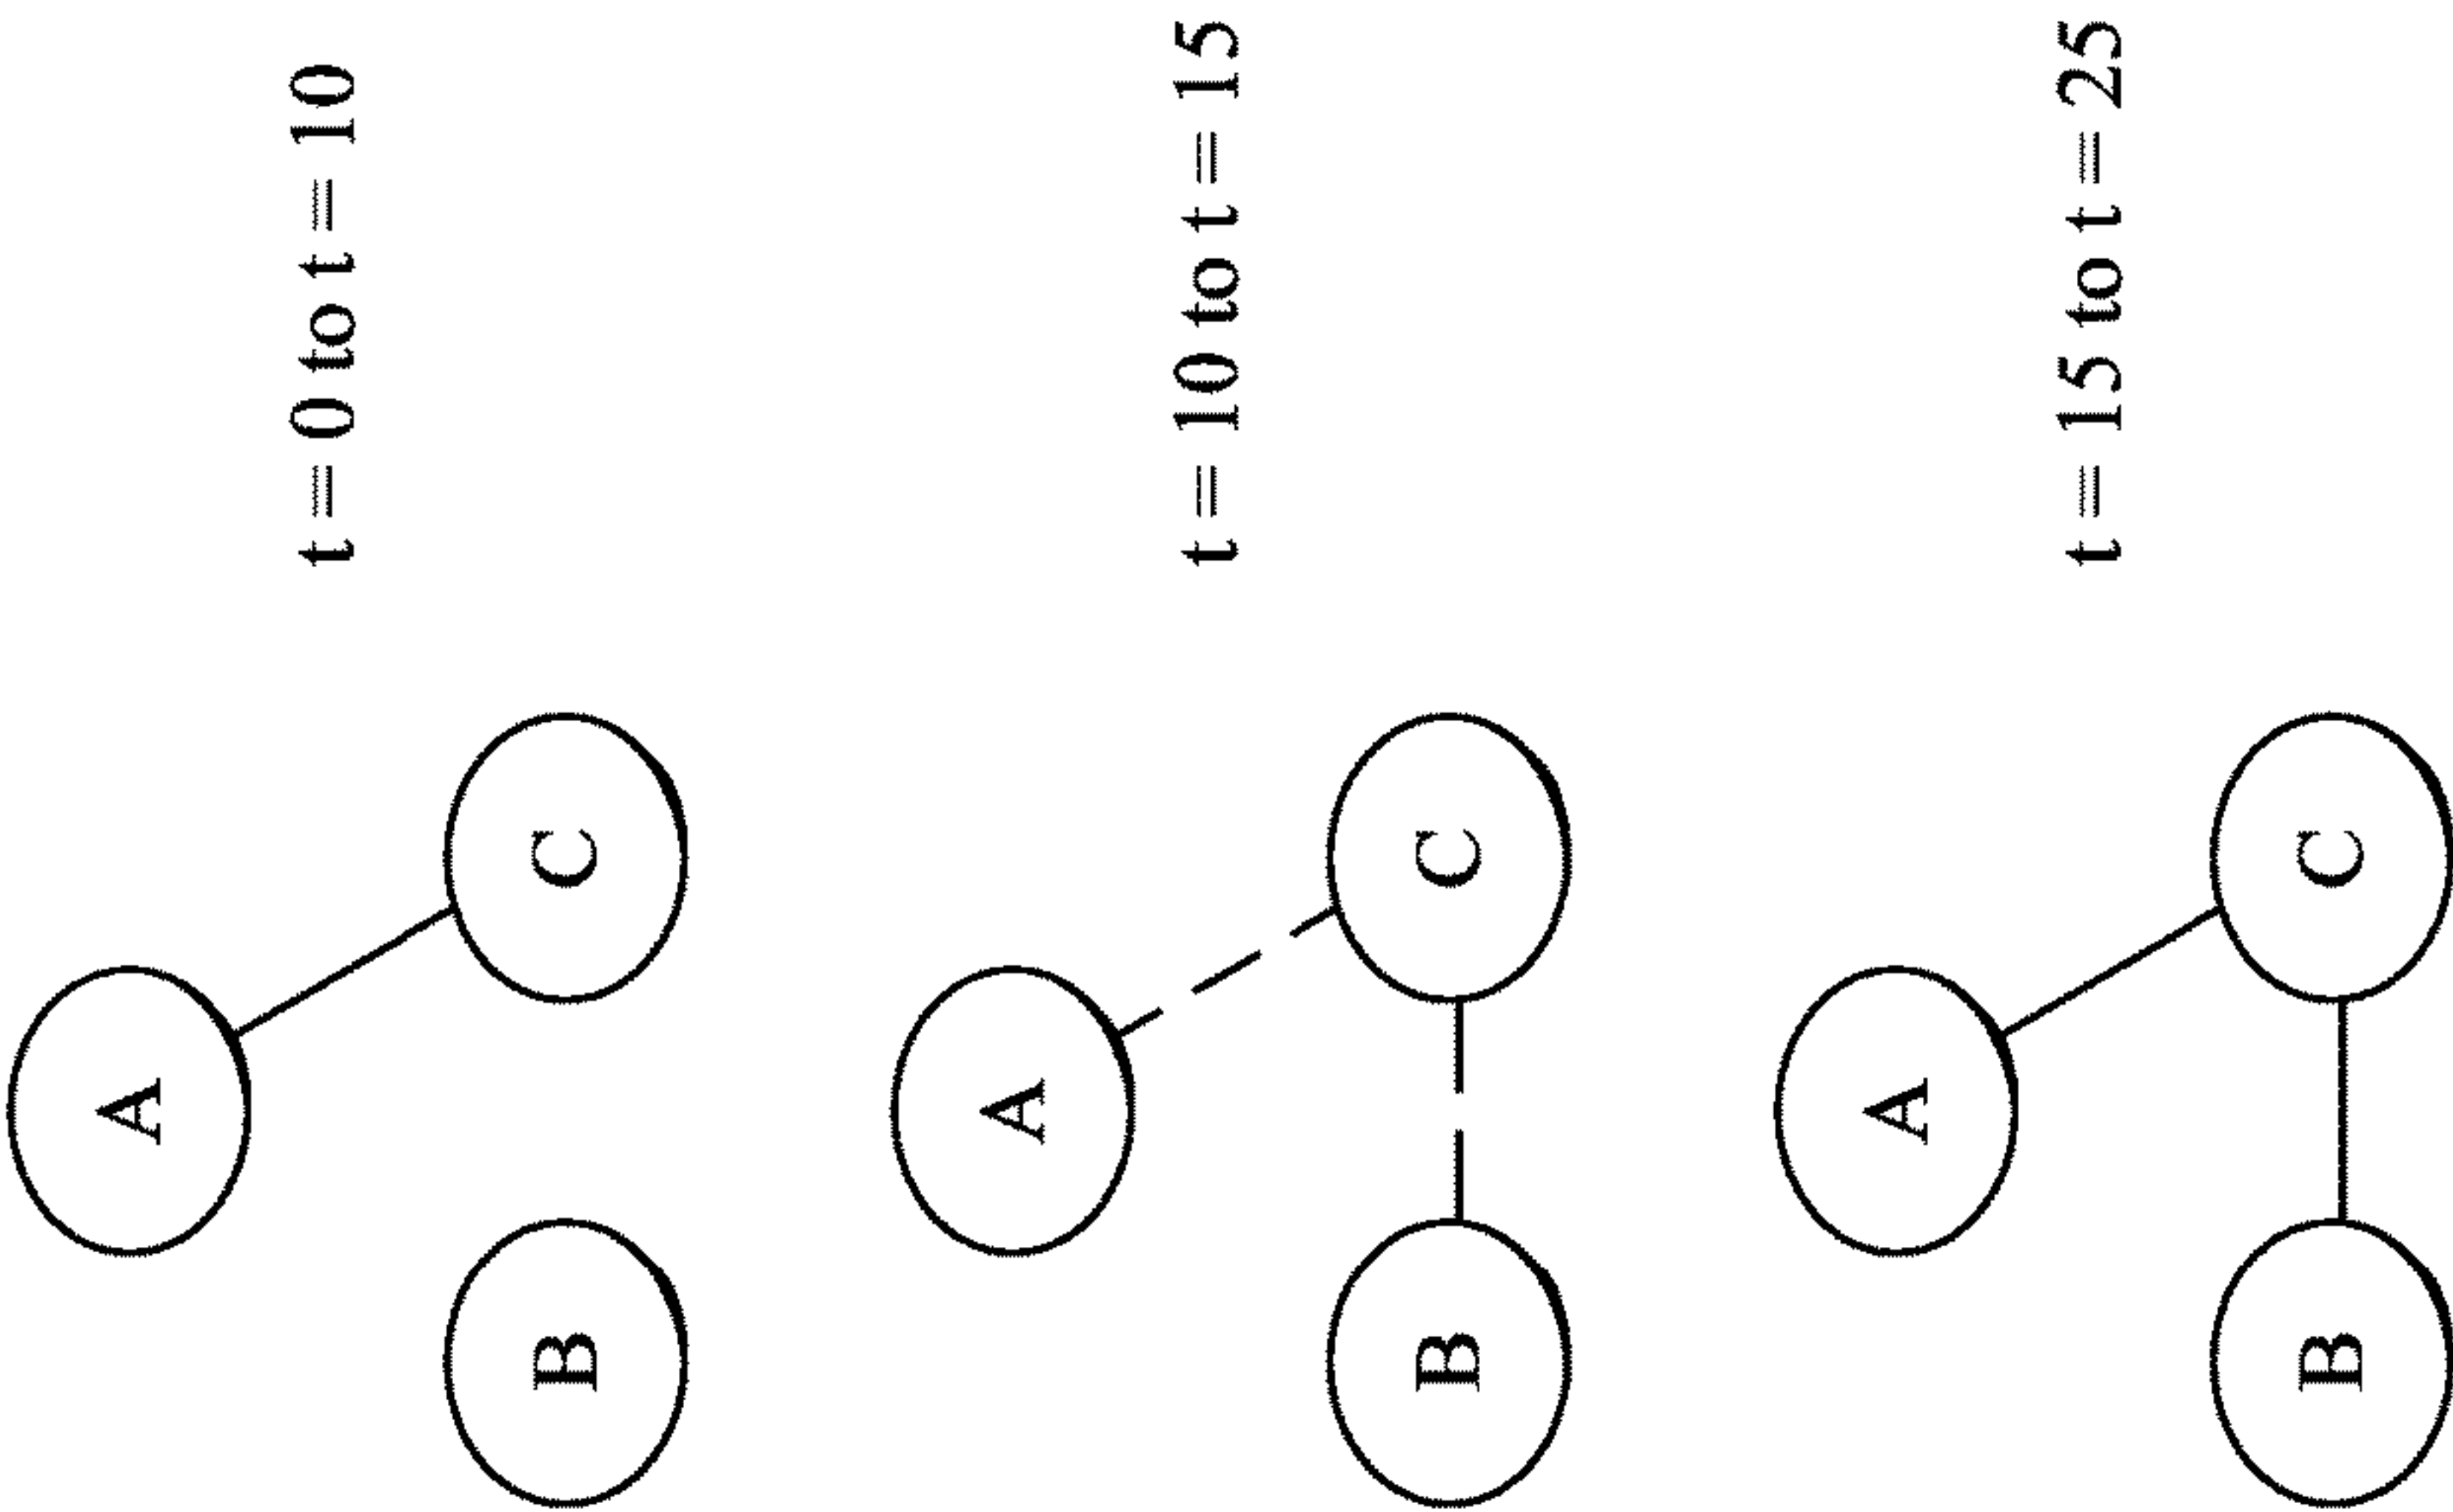 A
B
C
t = 0 to t = 10
A
B
C
t = 10 to t = 15
A
B
C
t = 15 to t = 25